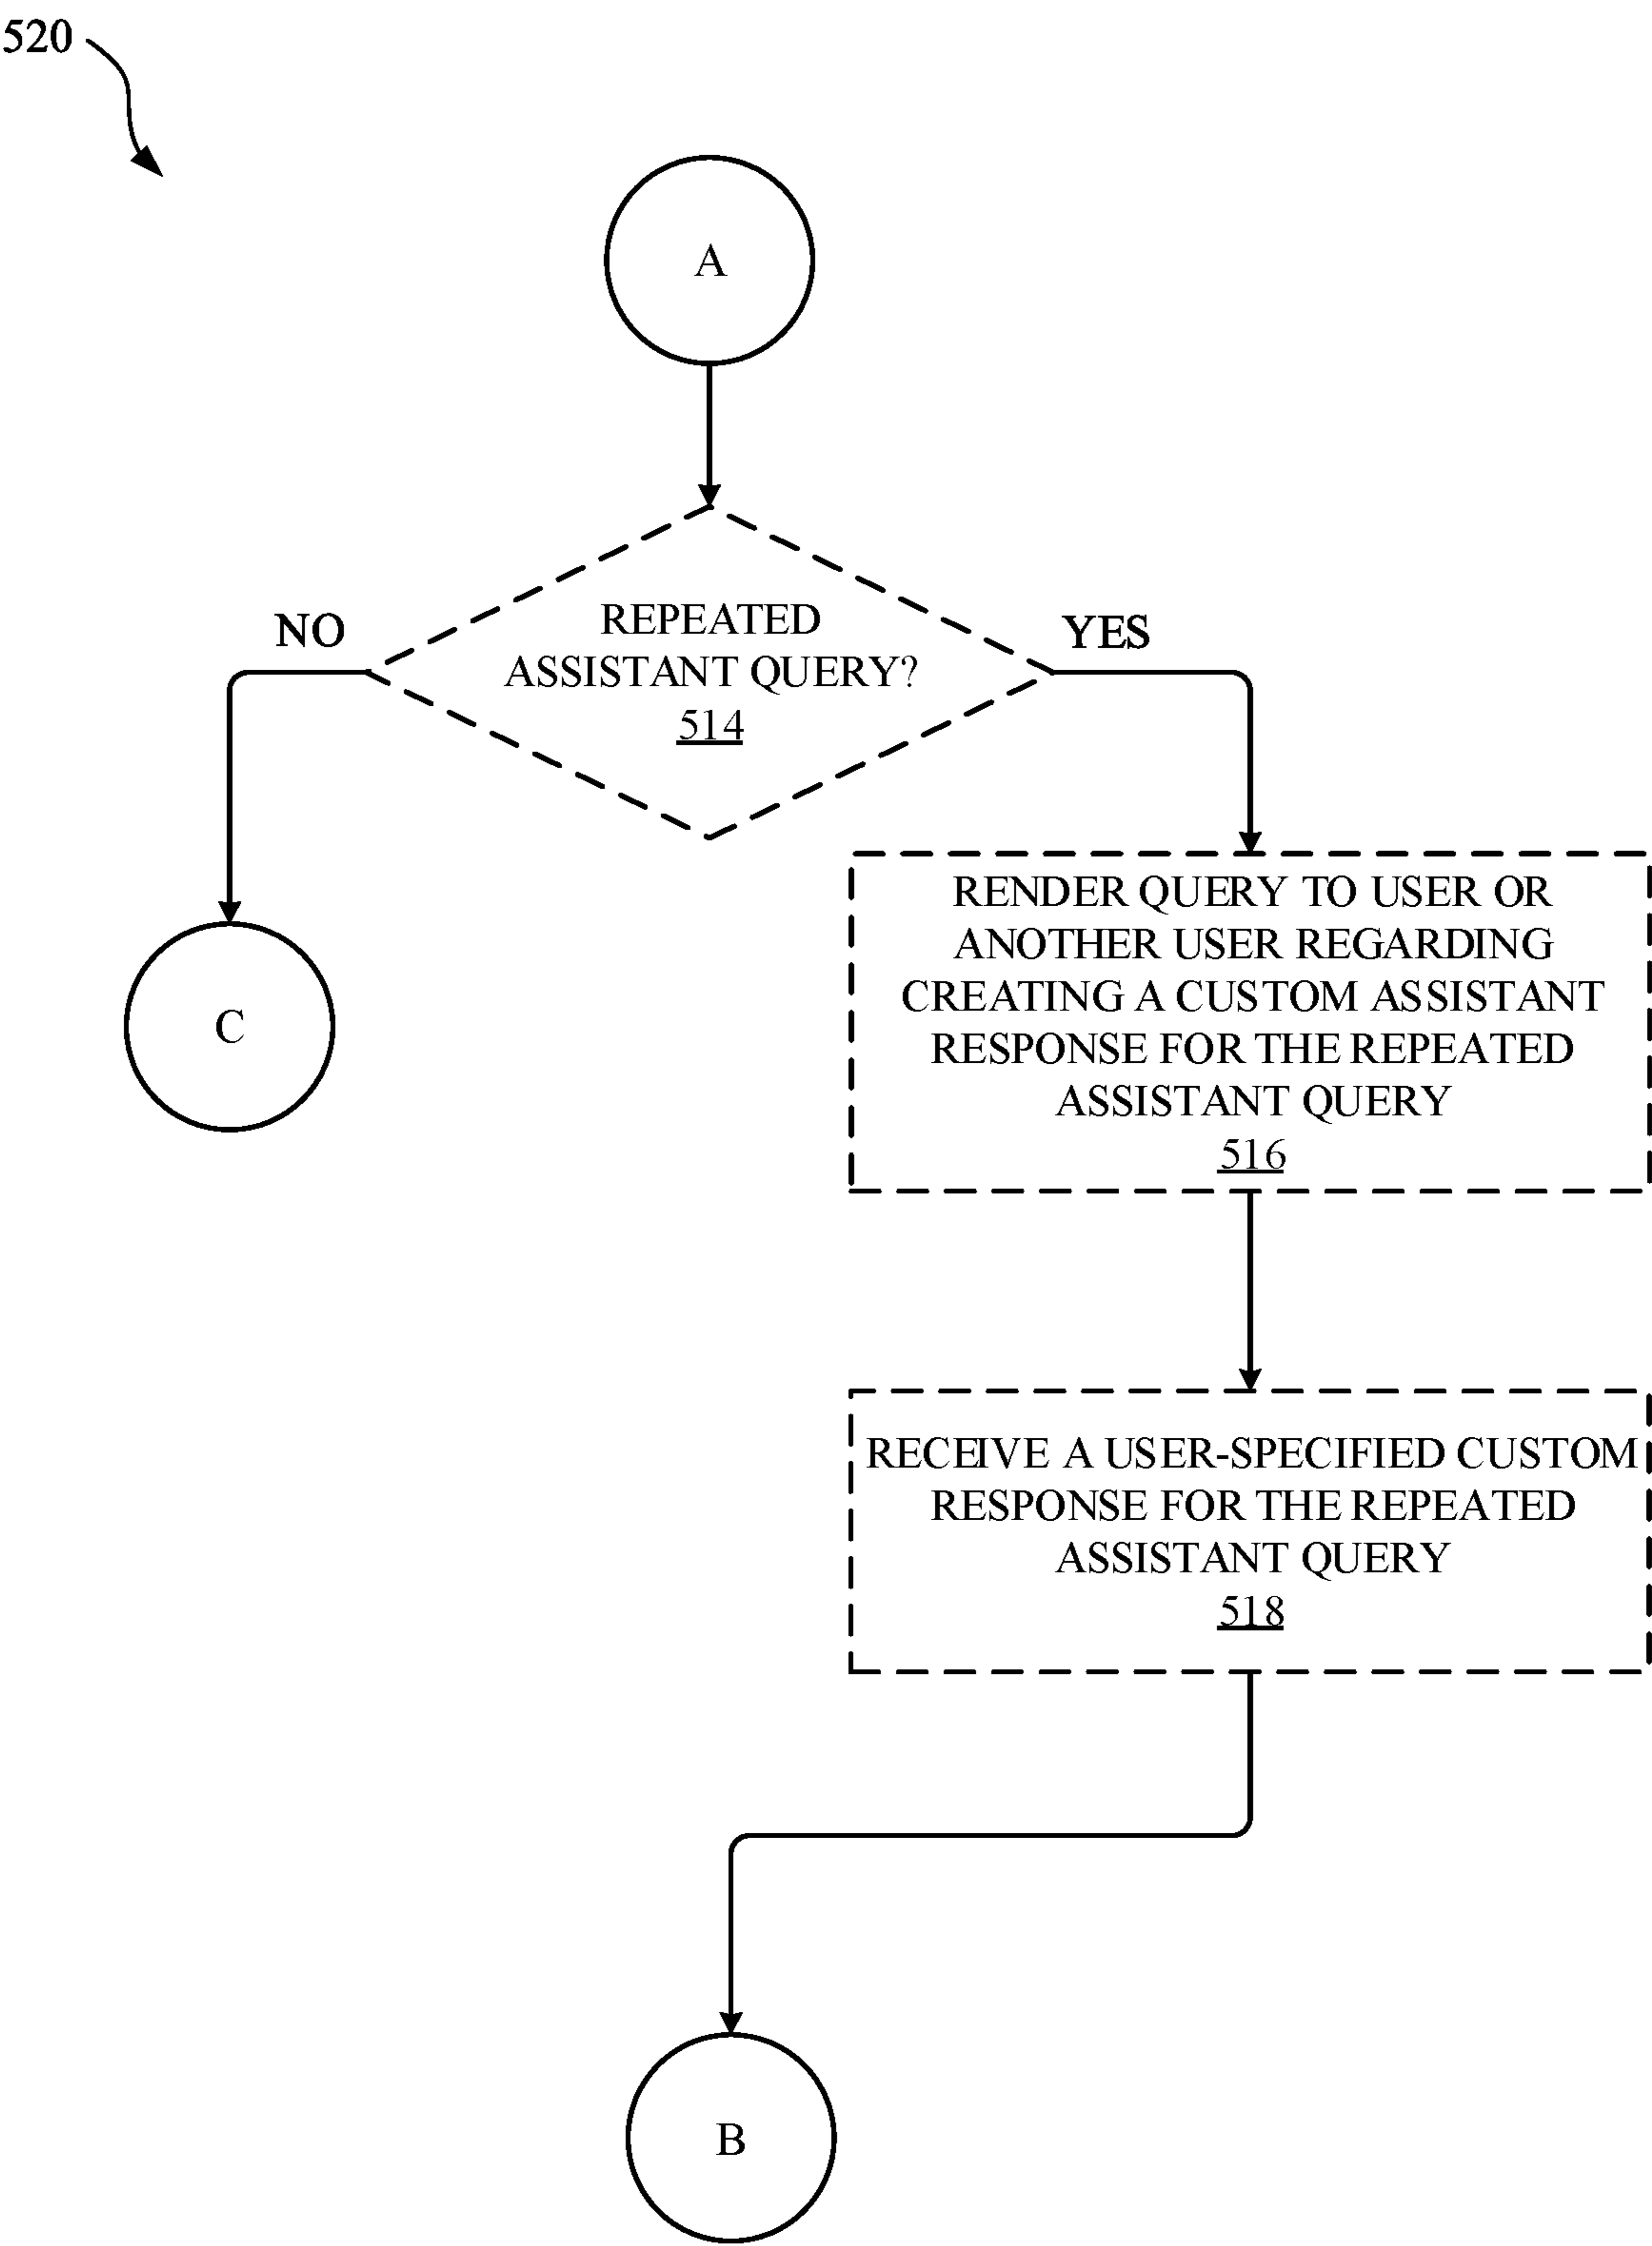 520
A
NO
REPEATED
ASSISTANT QUERY?
514
YES
RENDER QUERY TO USER OR
ANOTHER USER REGARDING
CREATING A CUSTOM ASSISTANT
RESPONSE FOR THE REPEATED
ASSISTANT QUERY
516
C
RECEIVE A USER-SPECIFIED CUSTOM
RESPONSE FOR THE REPEATED
ASSISTANT QUERY
518
B